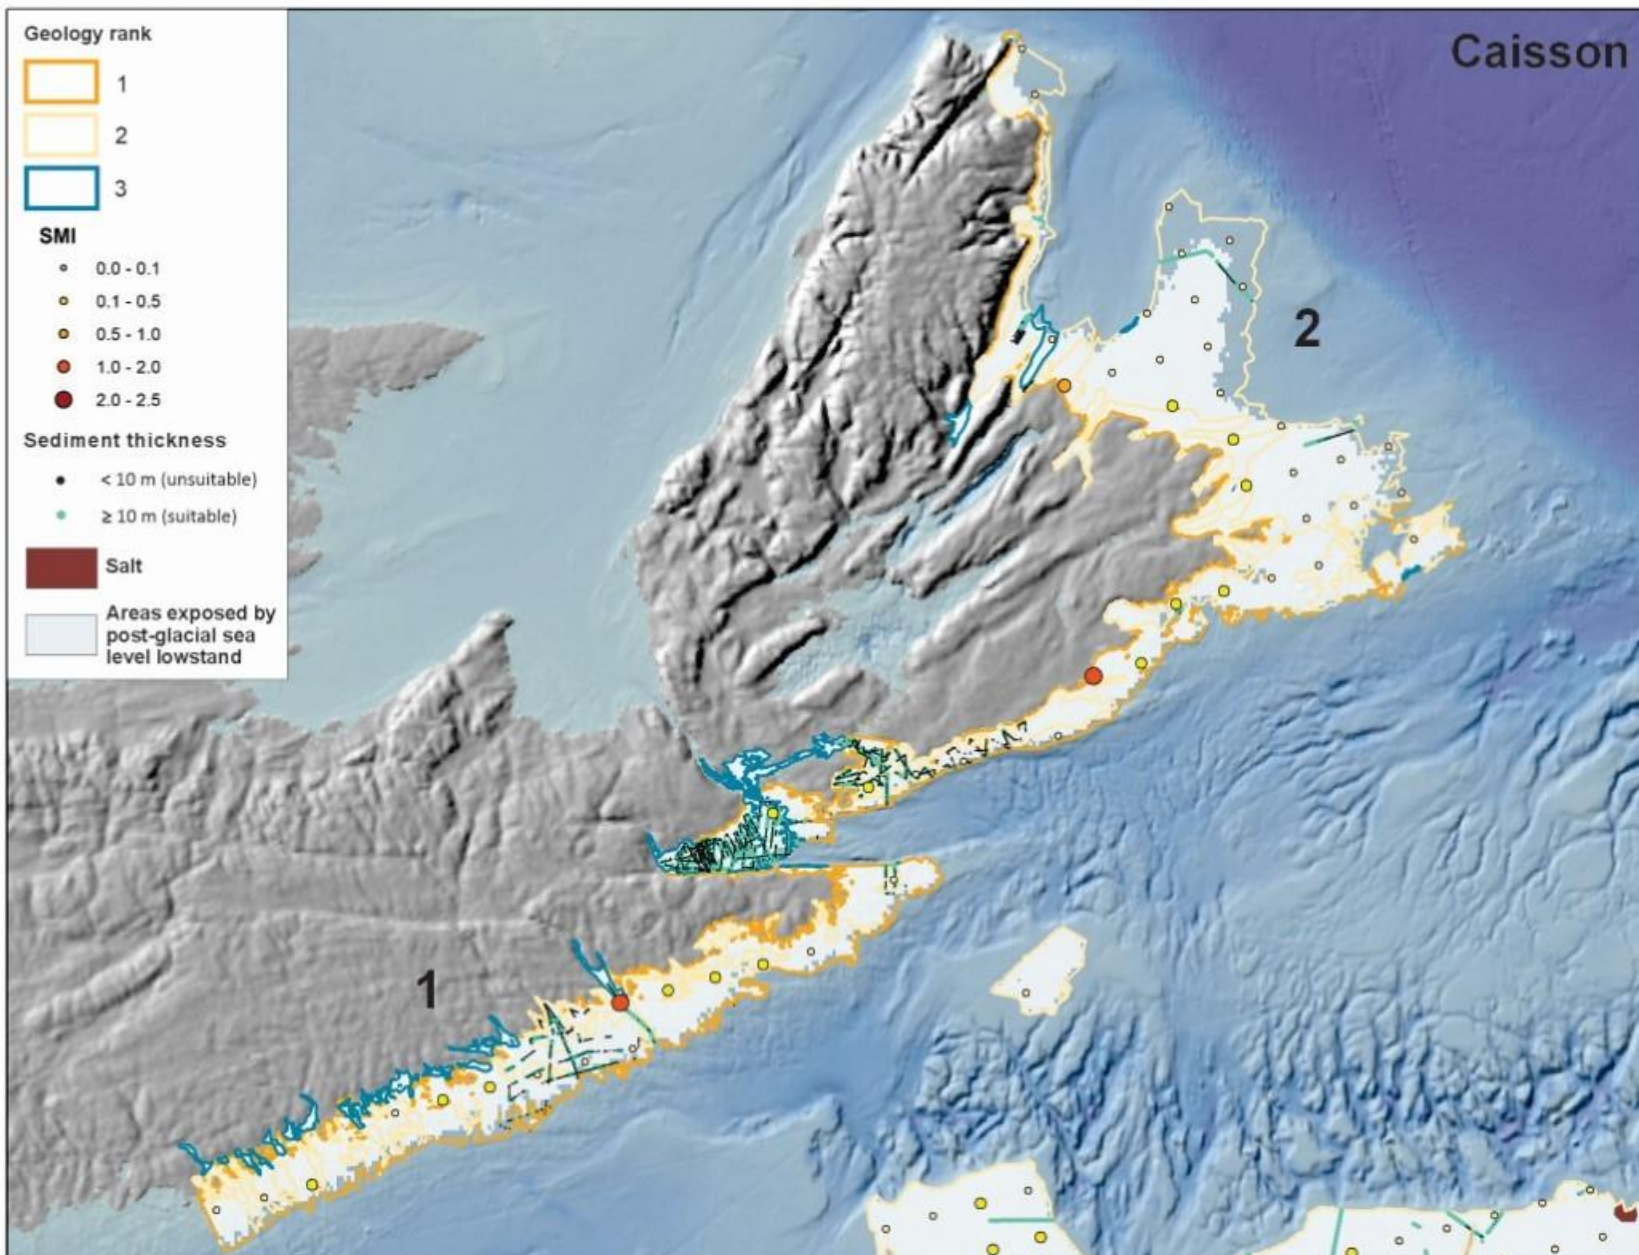 Caisson
Geology rank
1
2
3
SMI
0.0 - 0.1
0.1 - 0.5
0.5 - 1.0
1.0 - 2.0
2.0 - 2.5
Sediment thickness
< 10 m (unsuitable)
≥ 10 m (suitable)
Salt
Areas exposed by
post-glacial sea
level lowstand
2
1